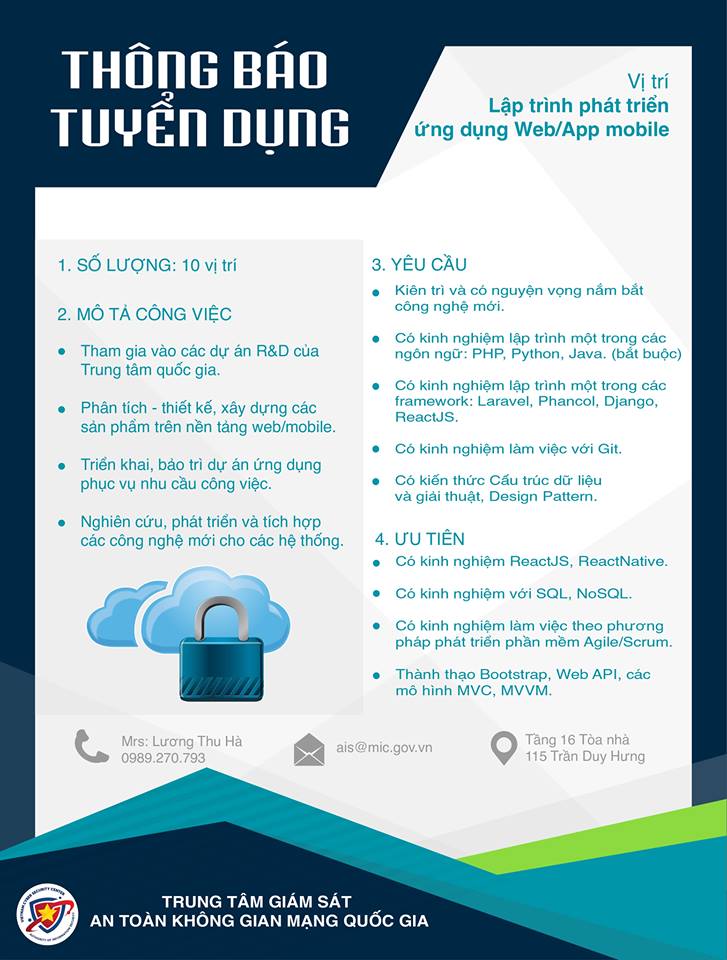 THÔNG BÁO
TUYỂN DỤNG
Vị trí
Lập trình phát triển
ứng dụng Web/App mobile
1. SỐ LƯỢNG: 10 vị trí
2. MÔ TẢ CÔNG VIỆC
• Tham gia vào các dự án R&D của
Trung tâm quốc gia.
• Phân tích - thiết kế, xây dựng các
sản phẩm trên nền tảng web/mobile.
• Triển khai, bảo trì dự án ứng dụng
phục vụ nhu cầu công việc.
• Nghiên cứu, phát triển và tích hợp
các công nghệ mới cho các hệ thống.
3. YÊU CẦU
• Kiên trì và có nguyện vọng nắm bắt
công nghệ mới.
• Có kinh nghiệm lập trình một trong các
ngôn ngữ: PHP, Python, Java. (bắt buộc)
• Có kinh nghiệm lập trình một trong các
framework: Laravel, Phancol, Django,
ReactJS.
• Có kinh nghiệm làm việc với Git.
• Có kiến thức Cấu trúc dữ liệu
và giải thuật, Design Pattern.
4. ƯU TIÊN
• Có kinh nghiệm ReactJS, ReactNative.
• Có kinh nghiệm với SQL, NoSQL.
• Có kinh nghiệm làm việc theo phương
pháp phát triển phần mềm Agile/Scrum.
• Thành thạo Bootstrap, Web API, các
mô hình MVC, MVVM.
Mrs: Lương Thu Hà
0989.270.793
ais@mic.gov.vn
Tầng 16 Tòa nhà
115 Trần Duy Hưng
VIETNAM CYBER SECURITY CENTER
AUTHORITY OF INFORMATION
TRUNG TÂM GIÁM SÁT
AN TOÀN KHÔNG GIAN MẠNG QUỐC GIA